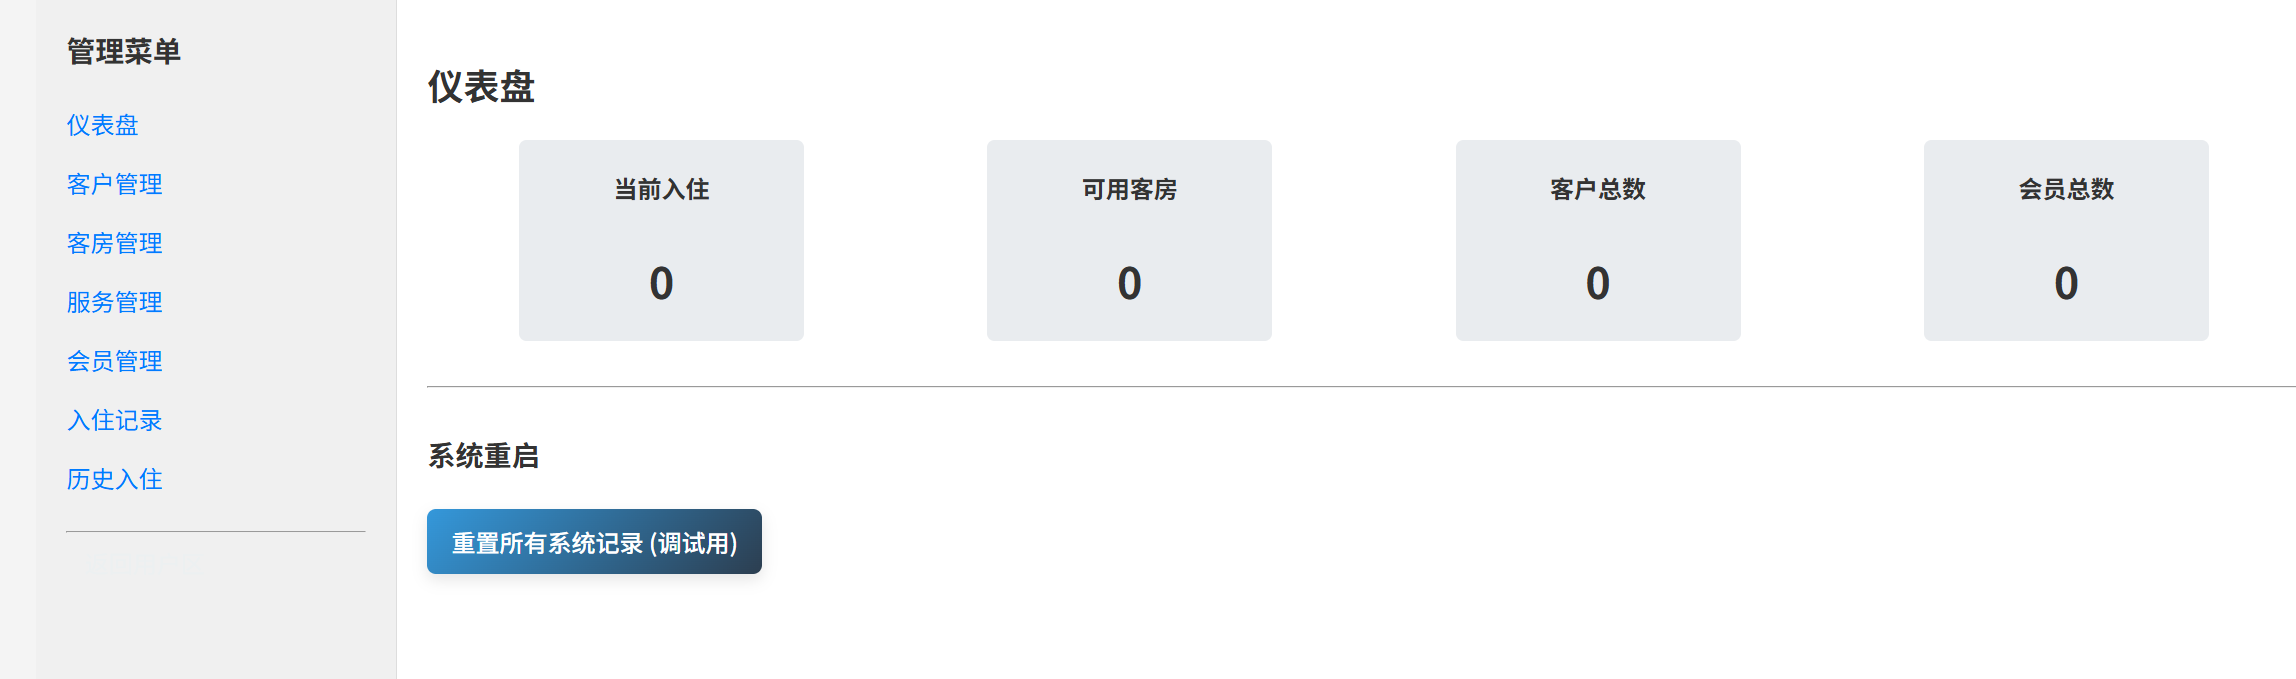 管理菜单
仪表盘
客户管理
客房管理
服务管理
会员管理
入住记录
历史入住
仪表盘
当前入住
0
可用客房
0
客户总数
0
会员总数
0
系统重启
重置所有系统记录 (调试用)